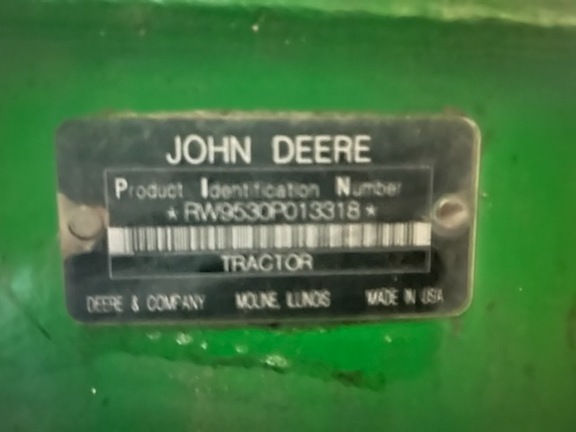 JOHN DEERE
Product Identification Number
* RW9530P013318 *
TRACTOR
DEERE & COMPANY MOLINE, ILLINOIS MADE IN USA